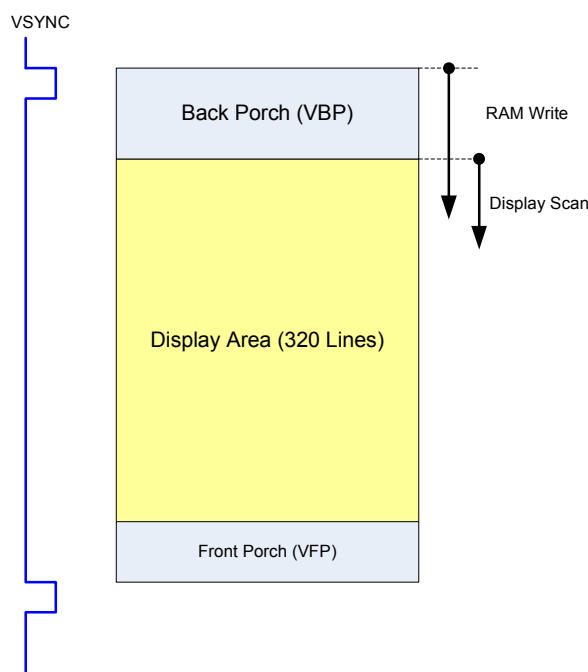 VSYNC
Back Porch (VBP)
RAM Write
Display Scan
Display Area (320 Lines)
Front Porch (VFP)